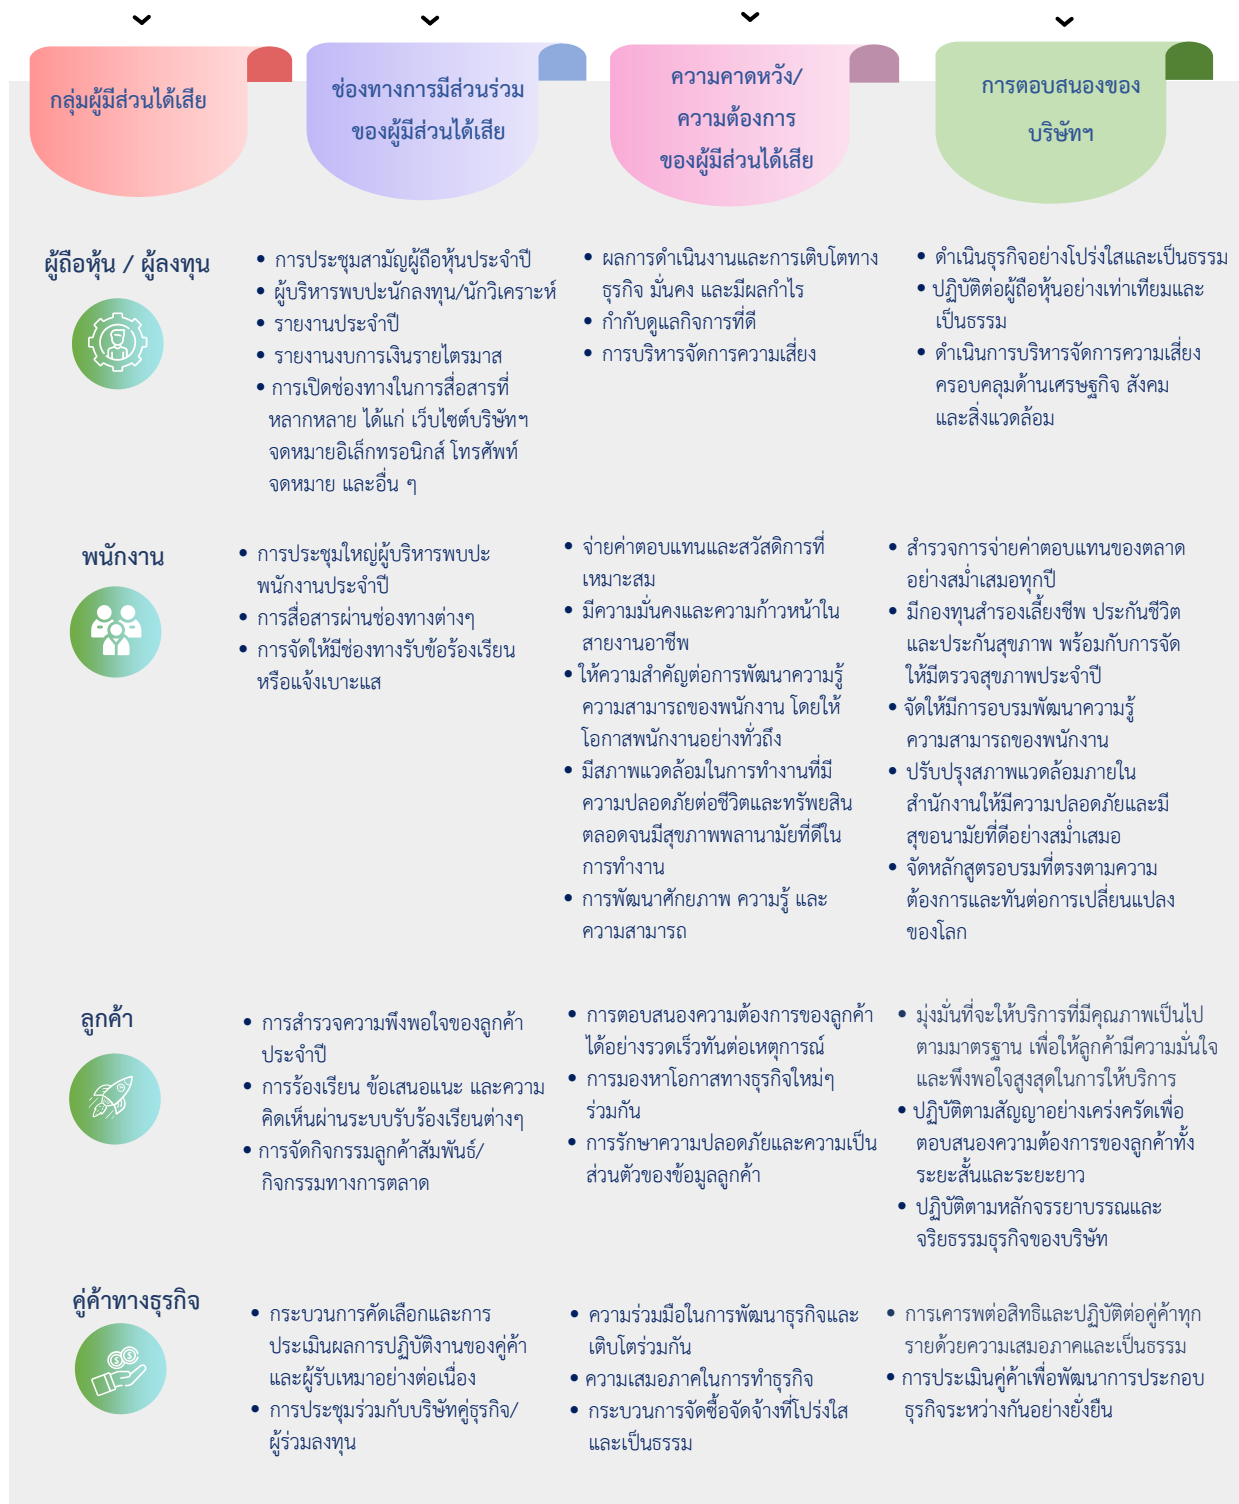 กลุ่มผู้มีส่วนได้เสีย
ช่องทางการมีส่วนร่วม
ของผู้มีส่วนได้เสีย
ความคาดหวัง/
ความต้องการ
ของผู้มีส่วนได้เสีย
การตอบสนองของ
บริษัทฯ
ผู้ถือหุ้น / ผู้ลงทุน
• การประชุมสามัญผู้ถือหุ้นประจำปี
• ผู้บริหารพบปะนักลงทุน/นักวิเคราะห์
• รายงานประจำปี
• รายงานงบการเงินรายไตรมาส
• การเปิดช่องทางในการสื่อสารที่
หลากหลาย ได้แก่ เว็บไซต์บริษัทฯ
จดหมายอิเล็กทรอนิกส์ โทรศัพท์
จดหมาย และอื่น ๆ
• ผลการดำเนินงานและการเติบโตทาง
ธุรกิจ มั่นคง และมีผลกำไร
• กำกับดูแลกิจการที่ดี
• การบริหารจัดการความเสี่ยง
• ดำเนินธุรกิจอย่างโปร่งใสและเป็นธรรม
• ปฏิบัติต่อผู้ถือหุ้นอย่างเท่าเทียมและ
เป็นธรรม
• ดำเนินการบริหารจัดการความเสี่ยง
ครอบคลุมด้านเศรษฐกิจ สังคม
และสิ่งแวดล้อม
พนักงาน
• การประชุมใหญ่ผู้บริหารพบปะ
พนักงานประจำปี
• การสื่อสารผ่านช่องทางต่างๆ
• การจัดให้มีช่องทางรับข้อร้องเรียน
หรือแจ้งเบาะแส
• จ่ายค่าตอบแทนและสวัสดิการที่
เหมาะสม
• มีความมั่นคงและความก้าวหน้าใน
สายงานอาชีพ
• ให้ความสำคัญต่อการพัฒนาความรู้
ความสามารถของพนักงาน โดยให้
โอกาสพนักงานอย่างทั่วถึง
• มีสภาพแวดล้อมในการทำงานที่มี
ความปลอดภัยต่อชีวิตและทรัพยสิน
ตลอดจนมีสุขภาพพลานามัยที่ดีใน
การทำงาน
• การพัฒนาศักยภาพ ความรู้ และ
ความสามารถ
• สำรวจการจ่ายค่าตอบแทนของตลาด
อย่างสม่ำเสมอทุกปี
• มีกองทุนสำรองเลี้ยงชีพ ประกันชีวิต
และประกันสุขภาพ พร้อมกับการจัด
ให้มีตรวจสุขภาพประจำปี
• จัดให้มีการอบรมพัฒนาความรู้
ความสามารถของพนักงาน
• ปรับปรุงสภาพแวดล้อมภายใน
สำนักงานให้มีความปลอดภัยและมี
สุขอนามัยที่ดีอย่างสม่ำเสมอ
• จัดหลักสูตรอบรมที่ตรงตามความ
ต้องการและทันต่อการเปลี่ยนแปลง
ของโลก
ลูกค้า
• การสำรวจความพึงพอใจของลูกค้า
ประจำปี
• การร้องเรียน ข้อเสนอแนะ และความ
คิดเห็นผ่านระบบรับร้องเรียนต่างๆ
• การจัดกิจกรรมลูกค้าสัมพันธ์/
กิจกรรมทางการตลาด
• การตอบสนองความต้องการของลูกค้า
ได้อย่างรวดเร็วทันต่อเหตุการณ์
• การมองหาโอกาสทางธุรกิจใหม่ๆ
ร่วมกัน
• การรักษาความปลอดภัยและความเป็น
ส่วนตัวของข้อมูลลูกค้า
• มุ่งมั่นที่จะให้บริการที่มีคุณภาพเป็นไป
ตามมาตรฐาน เพื่อให้ลูกค้ามีความมั่นใจ
และพึงพอใจสูงสุดในการให้บริการ
• ปฏิบัติตามสัญญาอย่างเคร่งครัดเพื่อ
ตอบสนองความต้องการของลูกค้าทั้ง
ระยะสั้นและระยะยาว
• ปฏิบัติตามหลักจรรยาบรรณและ
จริยธรรมธุรกิจของบริษัท
คู่ค้าทางธุรกิจ
• กระบวนการคัดเลือกและการ
ประเมินผลการปฏิบัติงานของคู่ค้า
และผู้รับเหมาอย่างต่อเนื่อง
• การประชุมร่วมกับบริษัทคู่ธุรกิจ/
ผู้ร่วมลงทุน
• ความร่วมมือในการพัฒนาธุรกิจและ
เติบโตร่วมกัน
• ความเสมอภาคในการทำธุรกิจ
• กระบวนการจัดซื้อจัดจ้างที่โปร่งใส
และเป็นธรรม
• การเคารพต่อสิทธิและปฏิบัติต่อคู่ค้าทุก
รายด้วยความเสมอภาคและเป็นธรรม
• การประเมินคู่ค้าเพื่อพัฒนาการประกอบ
ธุรกิจระหว่างกันอย่างยั่งยืน